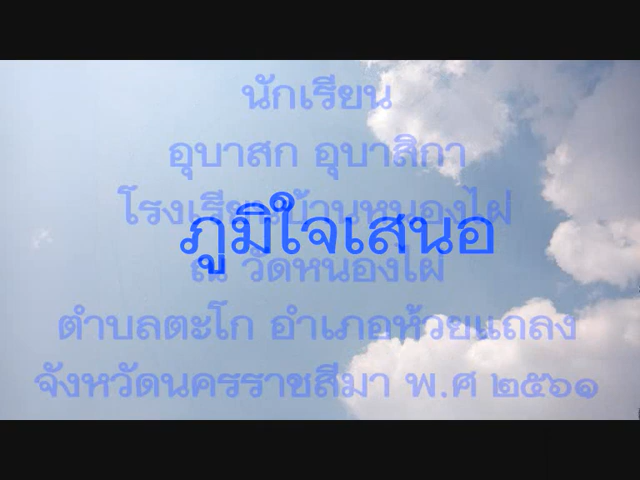 นักเรียน
อุบาสก อุบาสิกา
โรงเรียนบ้านหนองไผ่
ภูมิใจเสนอ
ณ วัดหนองไผ่
ตำบลตะโก อำเภอห้วยแถลง
จังหวัดนครราชสีมา พ.ศ ๒๕๖๑